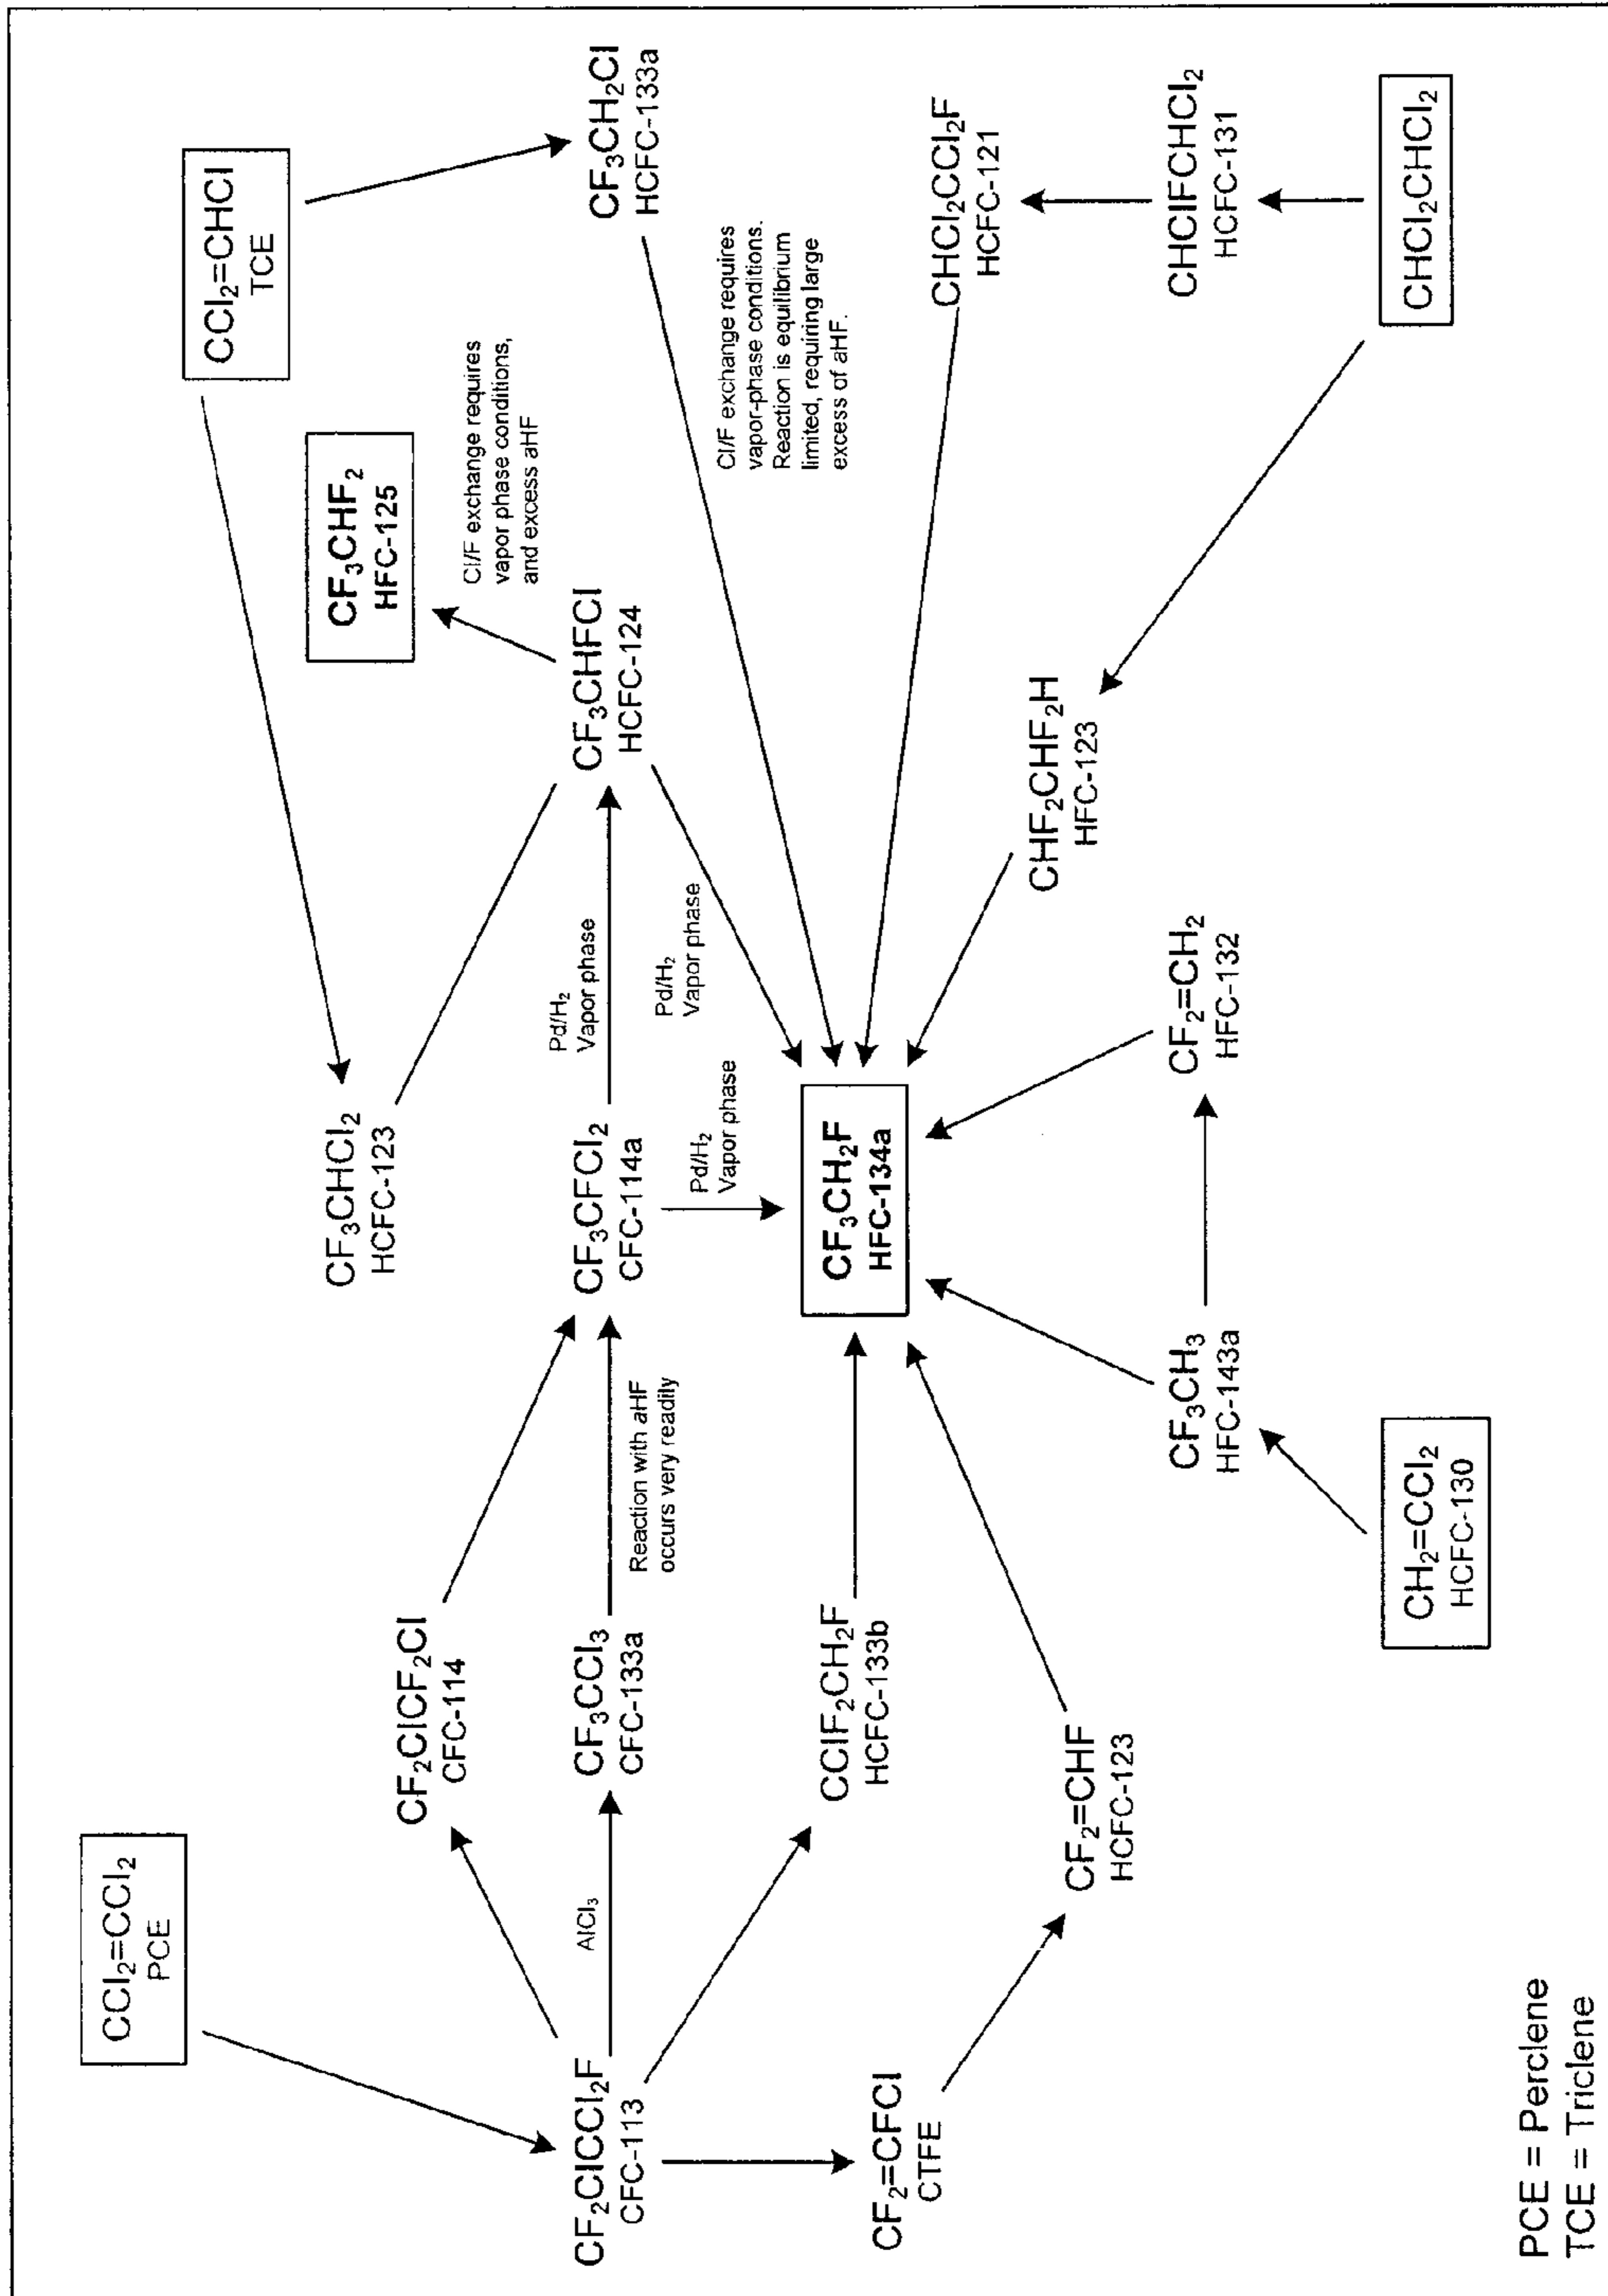 CCl₂=CCl₂
PCE
CCl₂=CHCl
TCE
CF₃CHCl₂
HCFC-123
CF₃CHF₂
HFC-125
CF₂ClCF₂Cl
CFC-114
Cl/F exchange requires
vapor phase conditions,
and excess aHF
CF₂ClCCl₂F
CFC-113
AlCl₃
CF₃CCl₃
CFC-133a
Reaction with aHF
occurs very readily
CF₃CFCl₂
CFC-114a
Pd/H₂
Vapor phase
CF₃CHFCl
HCFC-124
CF₃CH₂Cl
HCFC-133a
Pd/H₂
Vapor phase
Pd/H₂
Vapor phase
Cl/F exchange requires
vapor-phase conditions.
Reaction is equilibrium
limited, requiring large
excess of aHF.
CF₂=CFCl
CTFE
CClF₂CH₂F
HCFC-133b
CF₃CH₂F
HFC-134a
CHCl₂CCl₂F
HCFC-121
CF₂=CHF
HCFC-123
CHF₂CHF₂H
HFC-123
CF₃CH₃
HFC-143a
CF₂=CH₂
HFC-132
CHClFCHCl₂
HCFC-131
CH₂=CCl₂
HCFC-130
CHCl₂CHCl₂
PCE = Perclene
TCE = Triclene